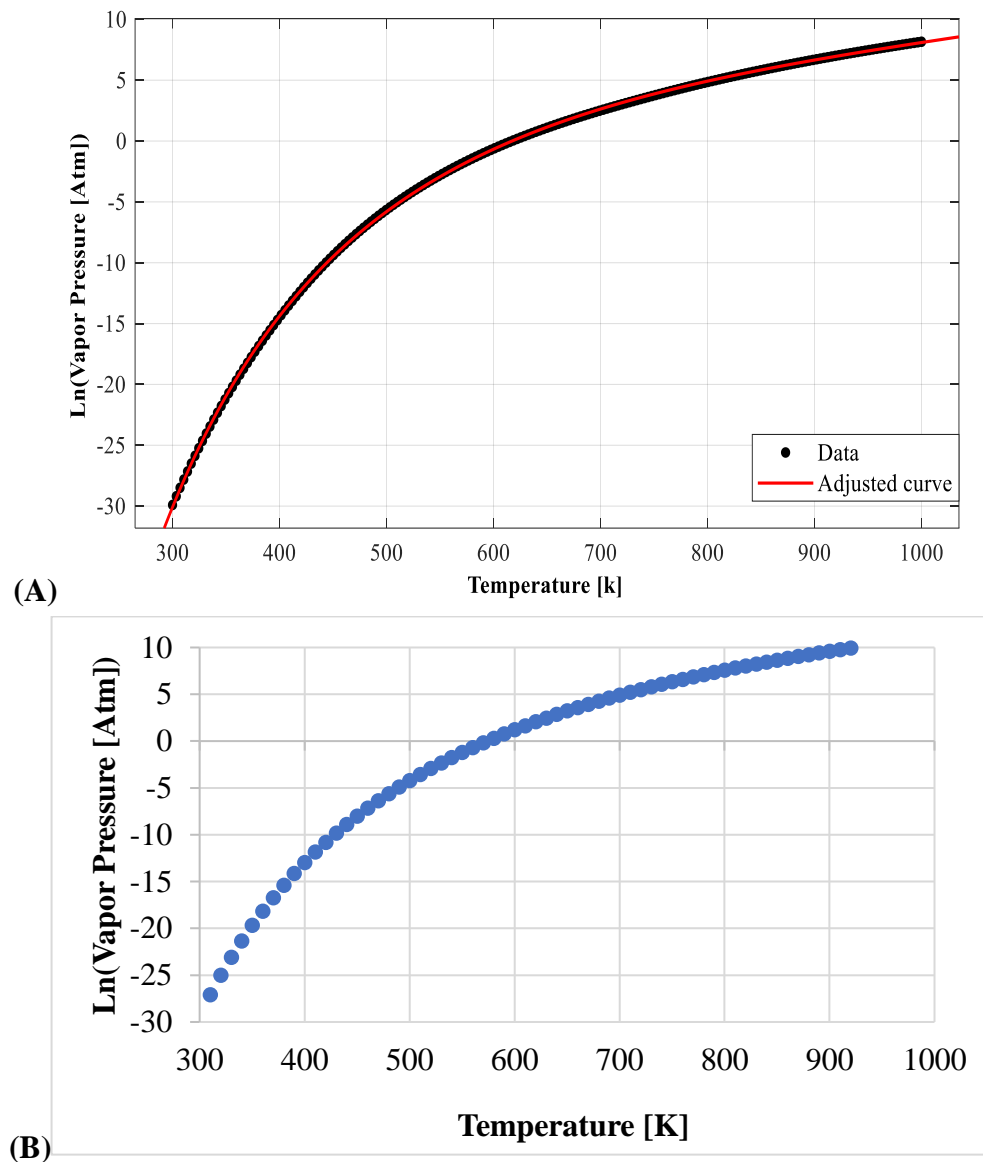 10
5
0
-5
-10
-15
-20
-25
-30
Ln(Vapor Pressure [Atm])
Data
Adjusted curve
300 400 500 600 700 800 900 1000
Temperature [k]
(A)
10
5
0
-5
-10
-15
-20
-25
-30
Ln(Vapor Pressure [Atm])
300 400 500 600 700 800 900 1000
Temperature [K]
(B)